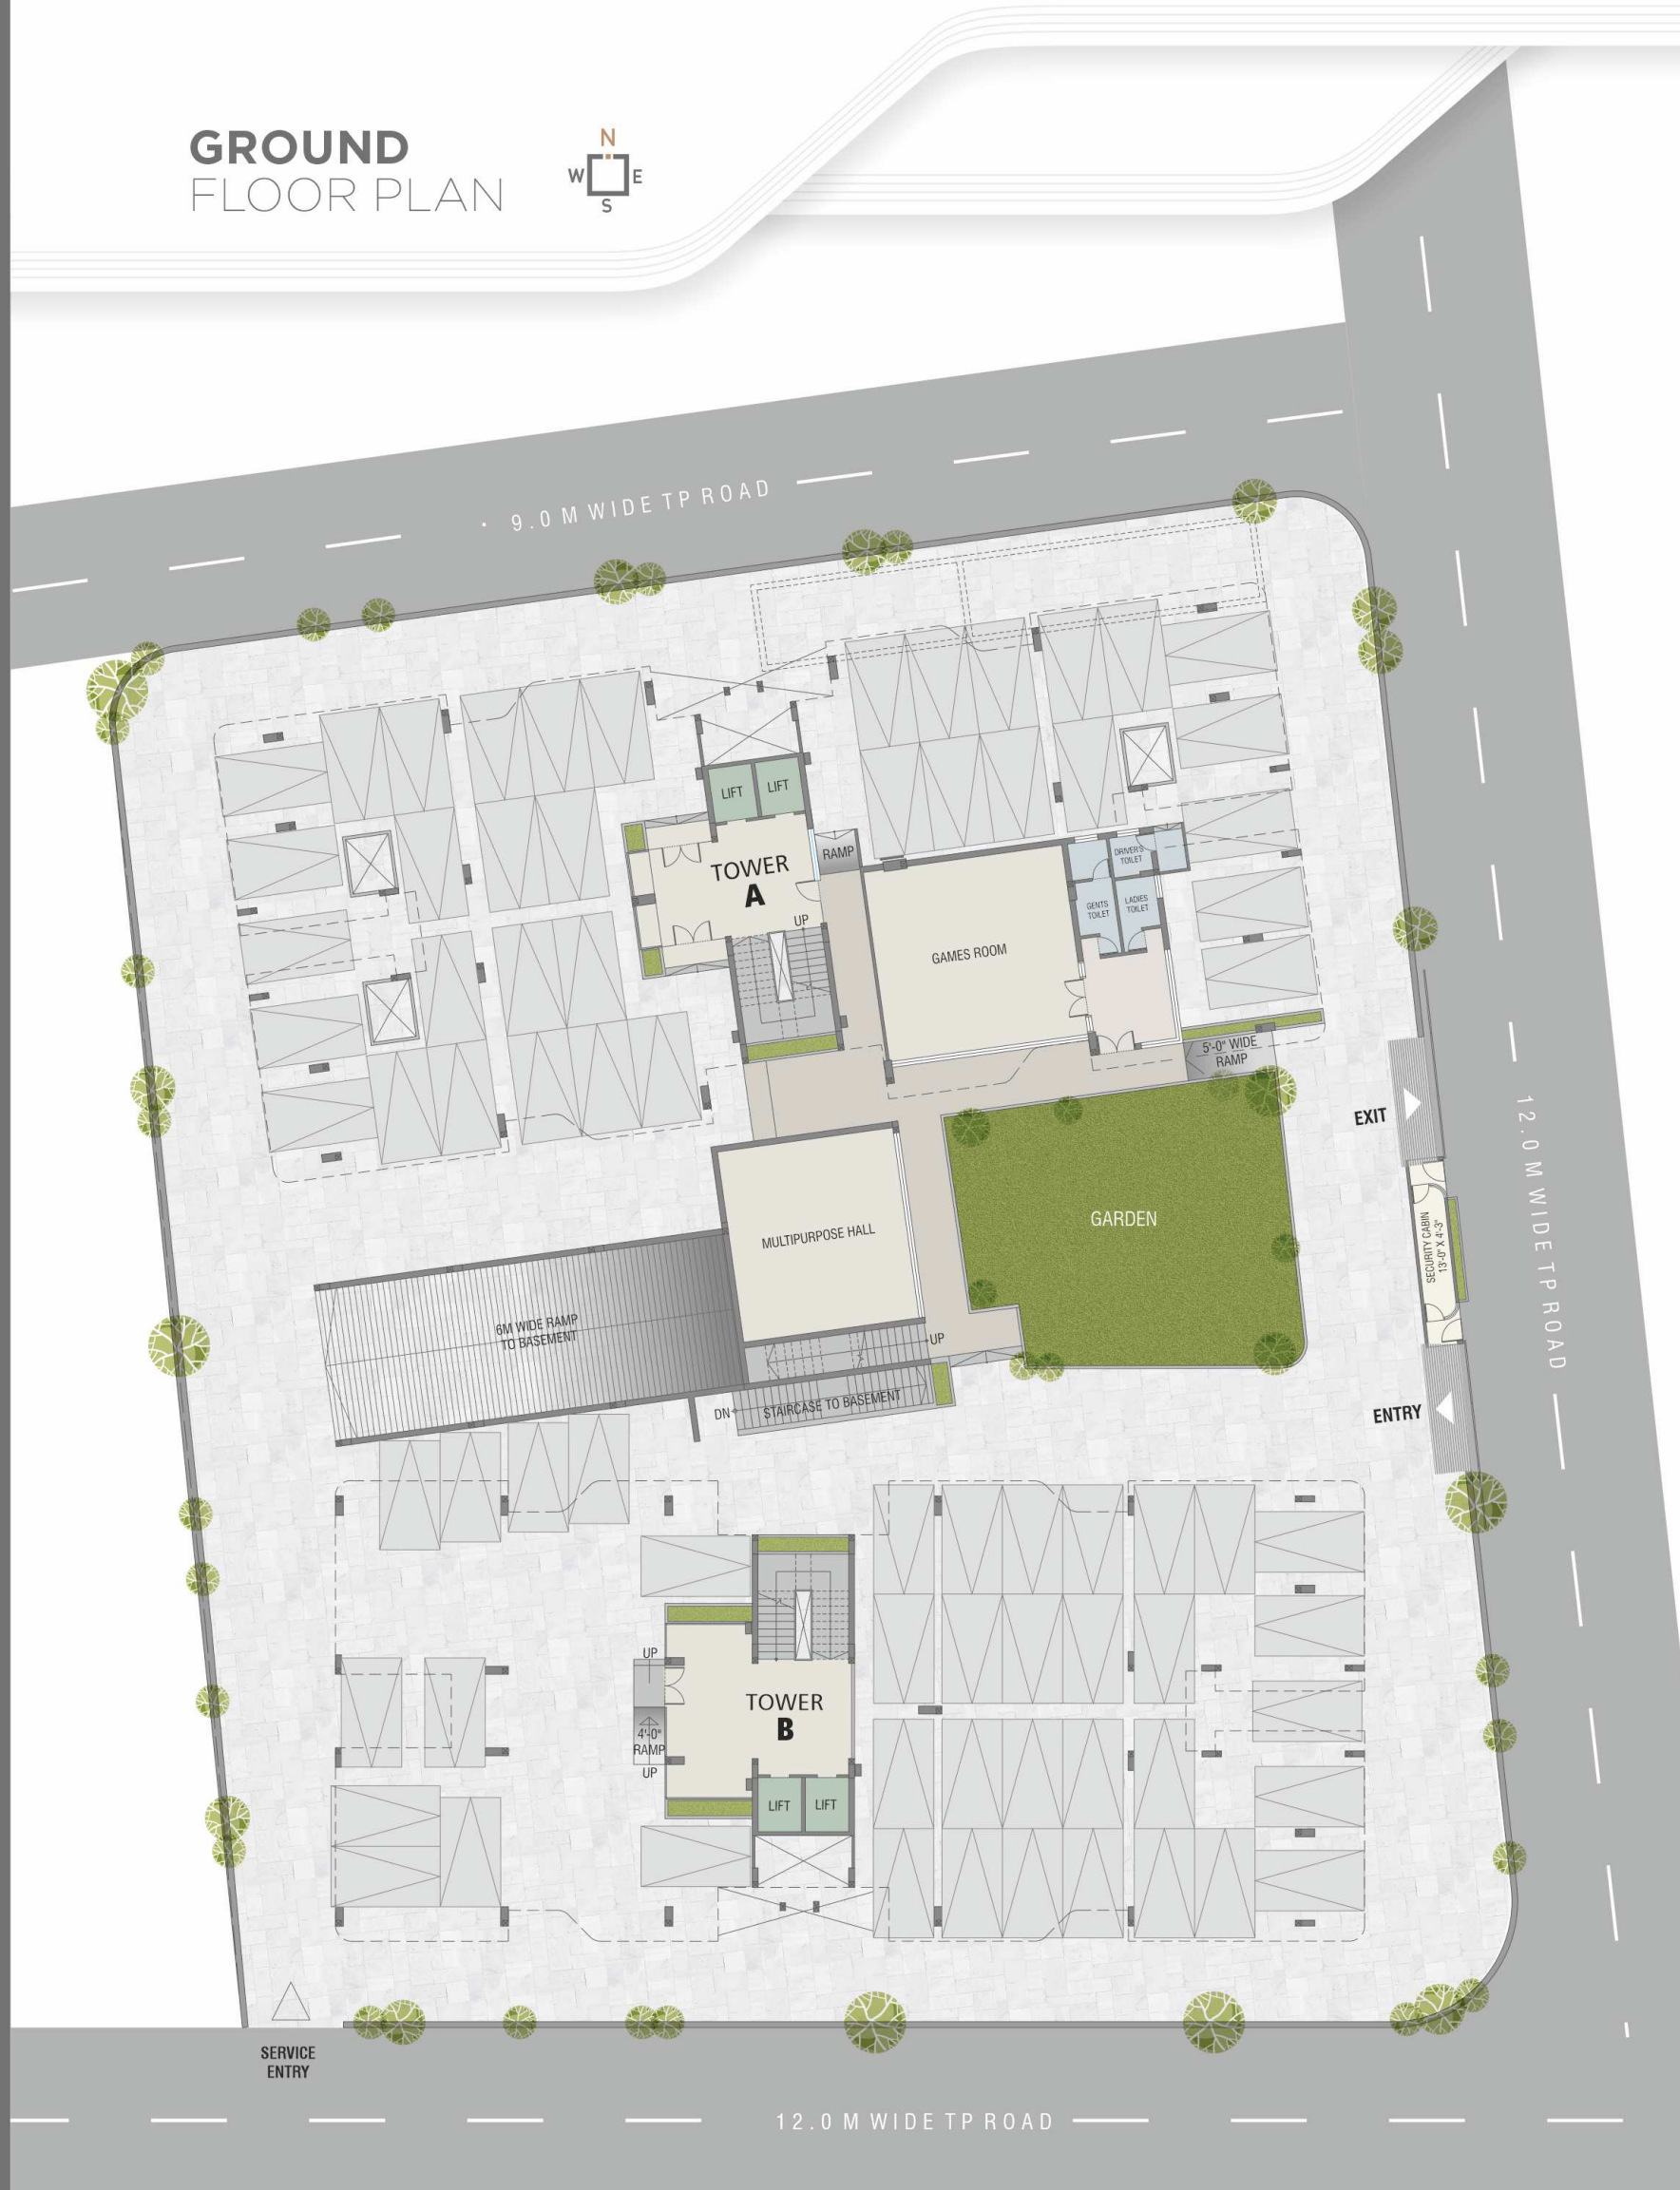 GROUND
FLOOR PLAN
N
W E
S
9.0 M WIDE TP ROAD
LIFT LIFT
TOWER
A
RAMP
UP
DRIVER'S
TOILET
GENTS
TOILET
LADIES
TOILET
GAMES ROOM
5'-0" WIDE
RAMP
EXIT
12.0 M WIDE TP ROAD
GARDEN
MULTIPURPOSE HALL
SECURITY CABIN
13'-0" X 4'-3"
6M WIDE RAMP
TO BASEMENT
UP
DN
STAIRCASE TO BASEMENT
ENTRY
UP
TOWER
B
4'-0"
RAMP
UP
LIFT LIFT
SERVICE
ENTRY
12.0 M WIDE TP ROAD